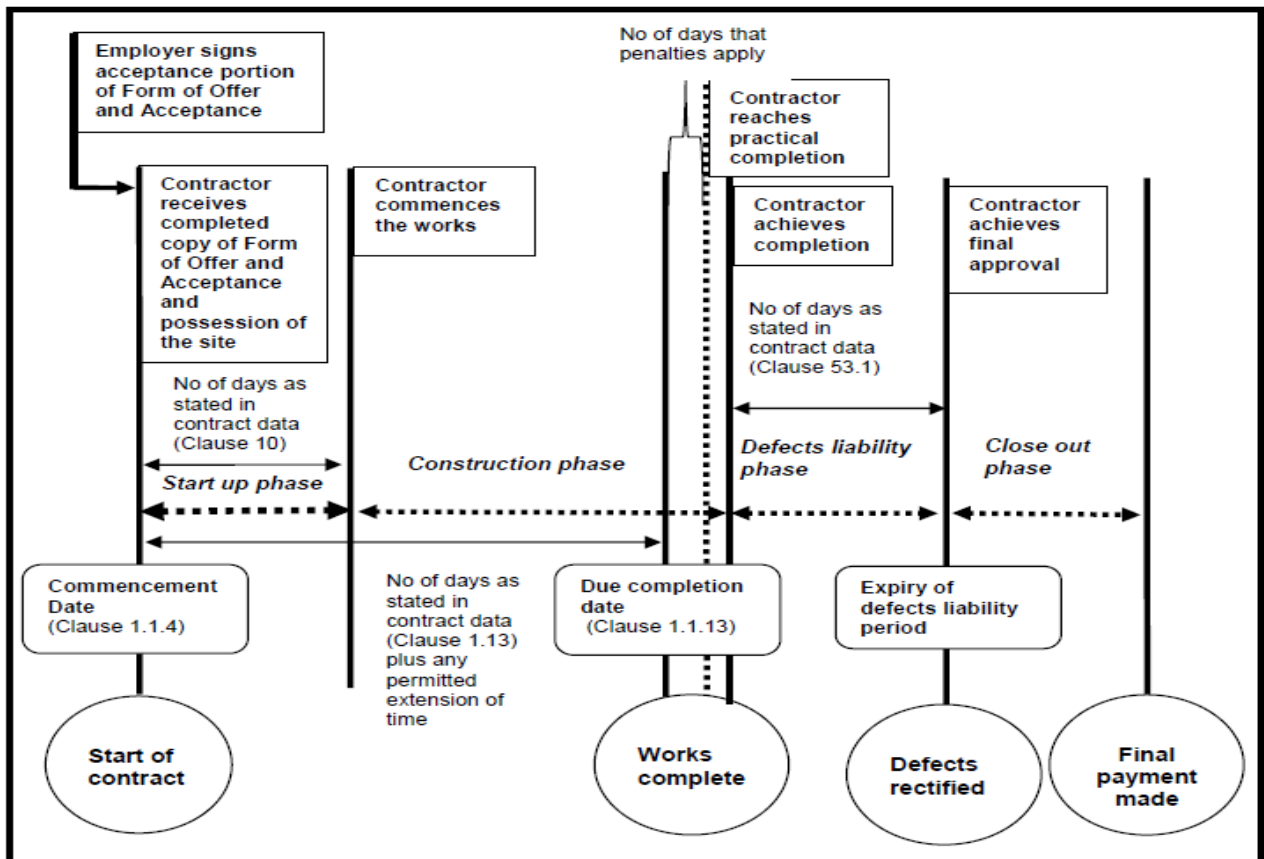 Employer signs
acceptance portion
of Form of Offer
and Acceptance
No of days that
penalties apply
Contractor
reaches
practical
completion
Contractor
receives
completed
copy of Form
of Offer and
Acceptance
and
possession of
the site
Contractor
commences
the works
Contractor
achieves
completion
Contractor
achieves
final
approval
No of days as
stated in
contract data
(Clause 10)
No of days as
stated in
contract data
(Clause 53.1)
Start up phase
Construction phase
Defects liability
phase
Close out
phase
Commencement
Date
(Clause 1.1.4)
No of days as
stated in
contract data
(Clause 1.13)
plus any
permitted
extension of
time
Due completion
date
(Clause 1.1.13)
Expiry of
defects liability
period
Start of
contract
Works
complete
Defects
rectified
Final
payment
made